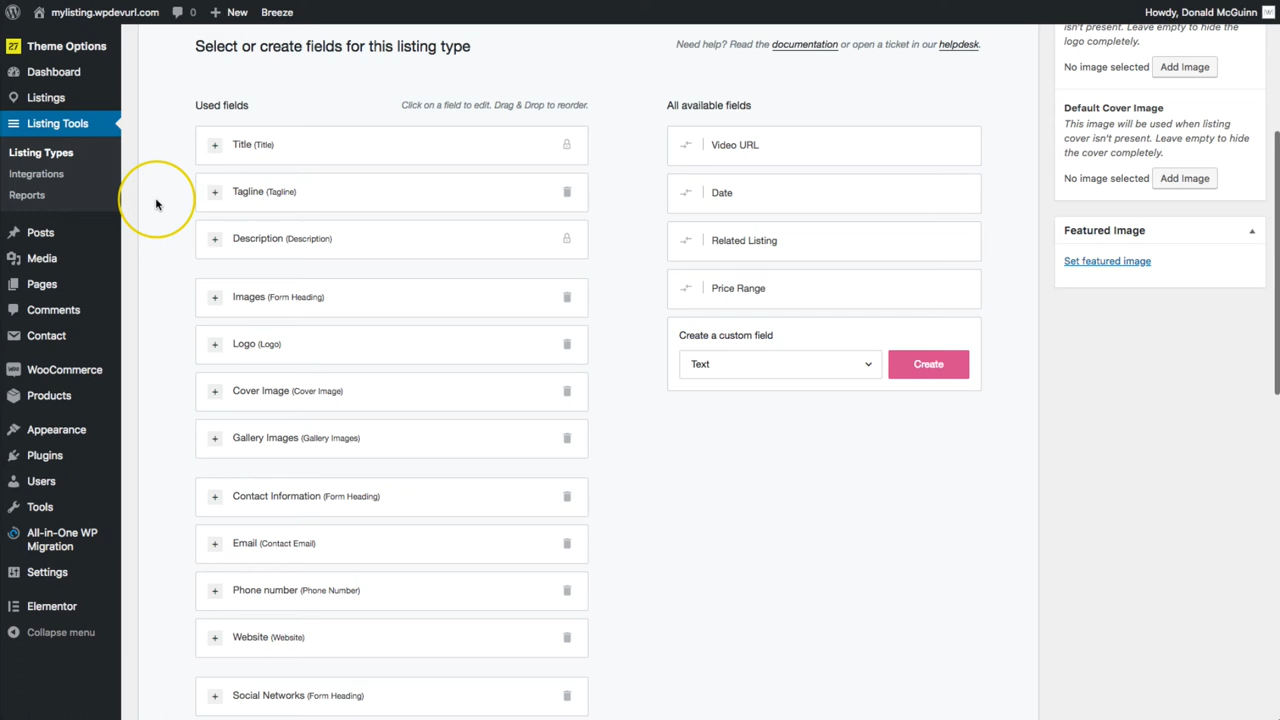 mylisting.wpdevurl.com
0
New
Breeze
Howdy, Donald McGuinn
27 Theme Options
Dashboard
Listings
Listing Tools
Listing Types
Integrations
Reports
Posts
Media
Pages
Comments
Contact
WooCommerce
Products
Appearance
Plugins
Users
Tools
All-in-One WP
Migration
Settings
Elementor
Collapse menu
Select or create fields for this listing type
Need help? Read the documentation or open a ticket in our helpdesk.
Used fields
Click on a field to edit. Drag & Drop to reorder.
+ Title (Title)
+ Tagline (Tagline)
+ Description (Description)
+ Images (Form Heading)
+ Logo (Logo)
+ Cover Image (Cover Image)
+ Gallery Images (Gallery Images)
+ Contact Information (Form Heading)
+ Email (Contact Email)
+ Phone number (Phone Number)
+ Website (Website)
+ Social Networks (Form Heading)
All available fields
Video URL
Date
Related Listing
Price Range
Create a custom field
Text
Create
isn't present. Leave empty to hide the
logo completely.
No image selected Add Image
Default Cover Image
This image will be used when listing
cover isn't present. Leave empty to hide
the cover completely.
No image selected Add Image
Featured Image
Set featured image